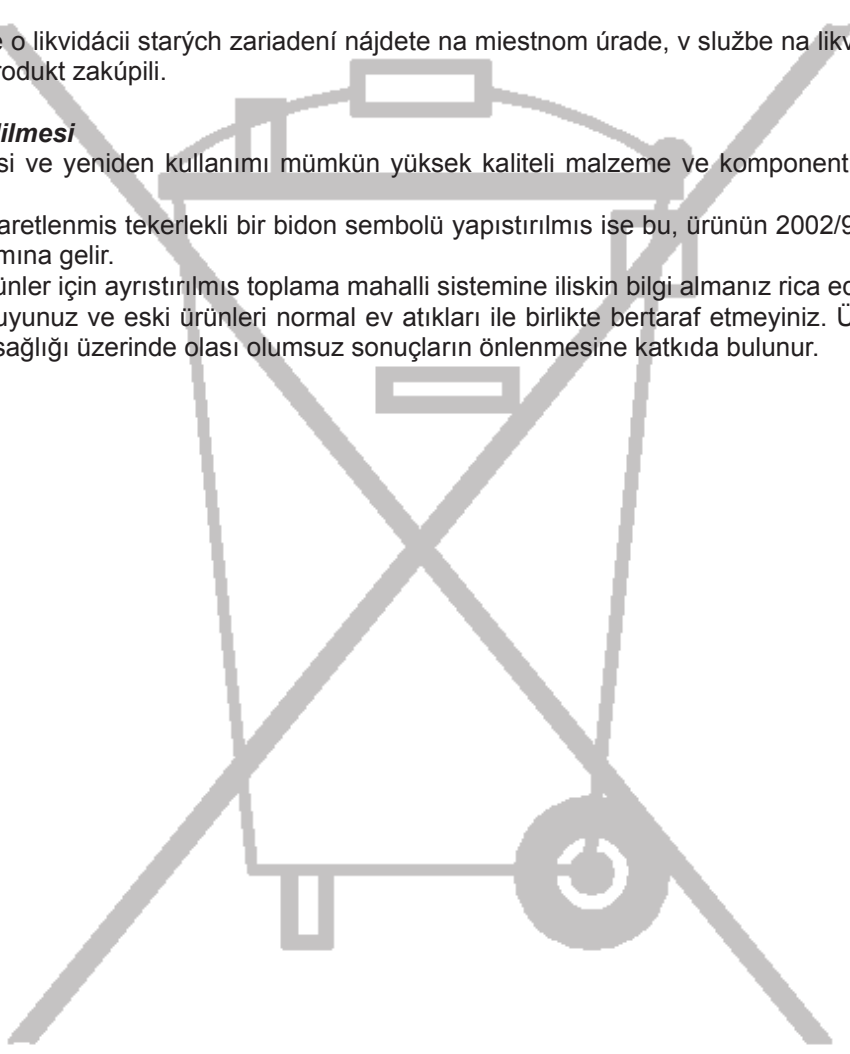 e o likvidácii starých zariadení nájdete na miestnom úrade, v službe na likv
rodukt zakúpili.
ilmesi
si ve yeniden kullanımı mümkün yüksek kaliteli malzeme ve komponent
aretlenmis tekerlekli bir bidon sembolü yapıstırılmıs ise bu, ürünün 2002/9
mına gelir.
ünler için ayrıstırılmıs toplama mahalli sistemine iliskin bilgi almanız rica ed
uyunuz ve eski ürünleri normal ev atıkları ile birlikte bertaraf etmeyiniz. Ü
sağlığı üzerinde olası olumsuz sonuçların önlenmesine katkıda bulunur.